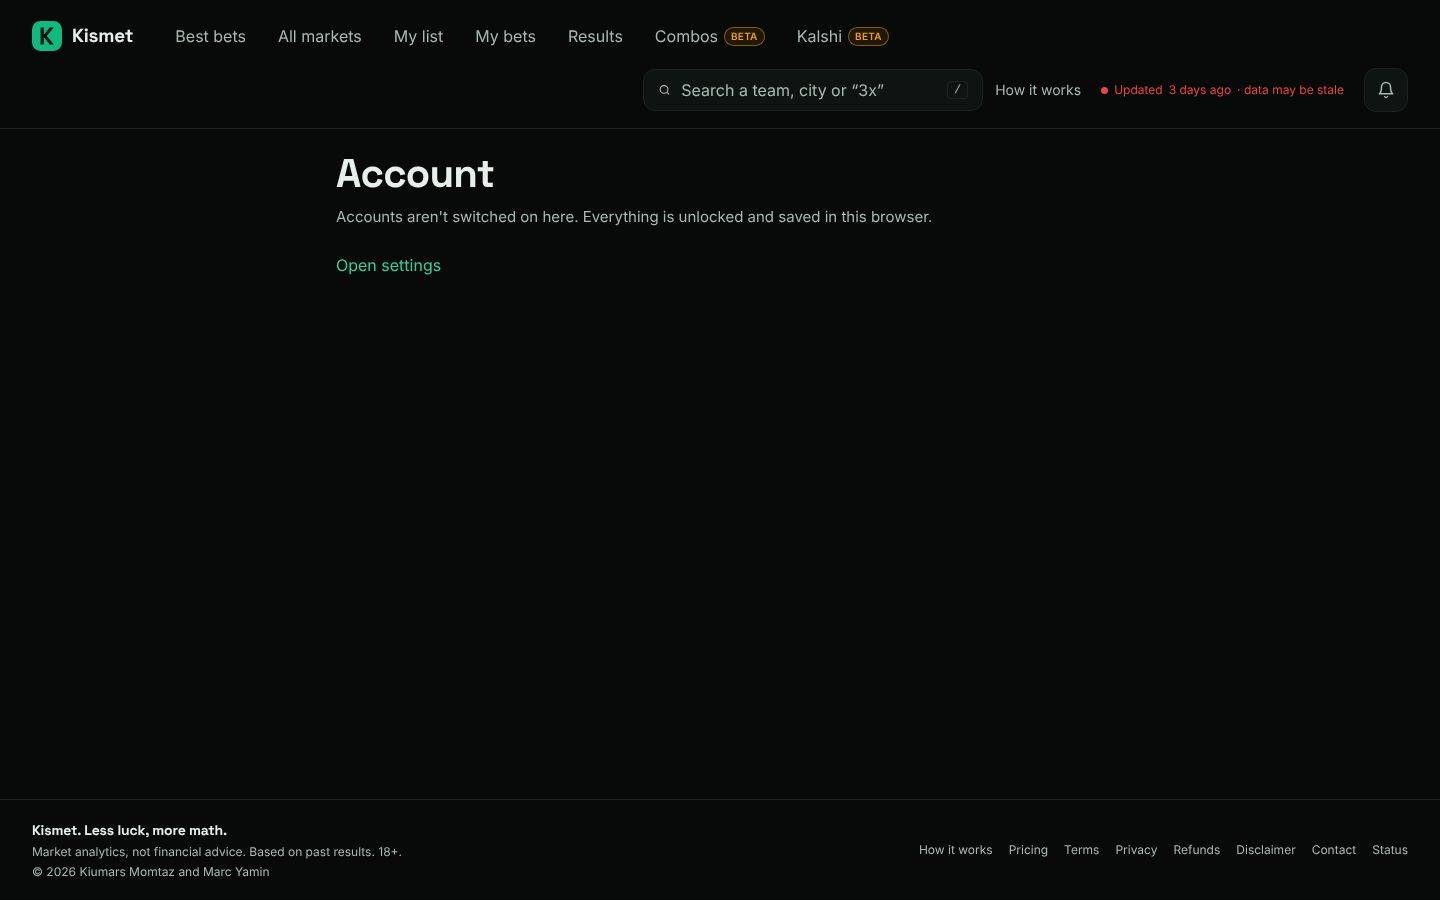 K Kismet Best bets All markets My list My bets Results Combos BETA Kalshi BETA
Search a team, city or “3x” / How it works Updated 3 days ago · data may be stale
Account
Accounts aren't switched on here. Everything is unlocked and saved in this browser.
Open settings
Kismet. Less luck, more math.
Market analytics, not financial advice. Based on past results. 18+.
© 2026 Kiumars Momtaz and Marc Yamin
How it works Pricing Terms Privacy Refunds Disclaimer Contact Status